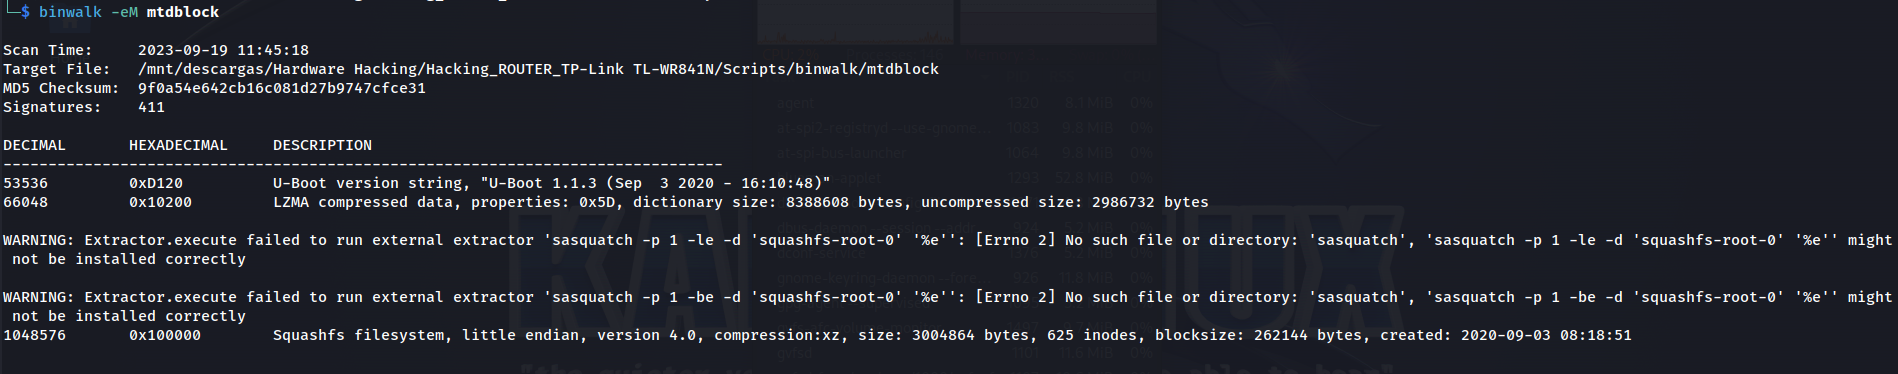 └─$ binwalk -eM mtdblock
Scan Time:     2023-09-19 11:45:18
Target File:   /mnt/descargas/Hardware Hacking/Hacking_ROUTER_TP-Link TL-WR841N/Scripts/binwalk/mtdblock
MD5 Checksum:  9f0a54e642cb16c081d27b9747cfce31
Signatures:    411
DECIMAL       HEXADECIMAL     DESCRIPTION
--------------------------------------------------------------------------------
53536         0xD120          U-Boot version string, "U-Boot 1.1.3 (Sep  3 2020 - 16:10:48)"
66048         0x10200         LZMA compressed data, properties: 0x5D, dictionary size: 8388608 bytes, uncompressed size: 2986732 bytes
WARNING: Extractor.execute failed to run external extractor 'sasquatch -p 1 -le -d 'squashfs-root-0' '%e'': [Errno 2] No such file or directory: 'sasquatch', 'sasquatch -p 1 -le -d 'squashfs-root-0' '%e'' might
not be installed correctly
WARNING: Extractor.execute failed to run external extractor 'sasquatch -p 1 -be -d 'squashfs-root-0' '%e'': [Errno 2] No such file or directory: 'sasquatch', 'sasquatch -p 1 -be -d 'squashfs-root-0' '%e'' might
not be installed correctly
1048576       0x100000        Squashfs filesystem, little endian, version 4.0, compression:xz, size: 3004864 bytes, 625 inodes, blocksize: 262144 bytes, created: 2020-09-03 08:18:51